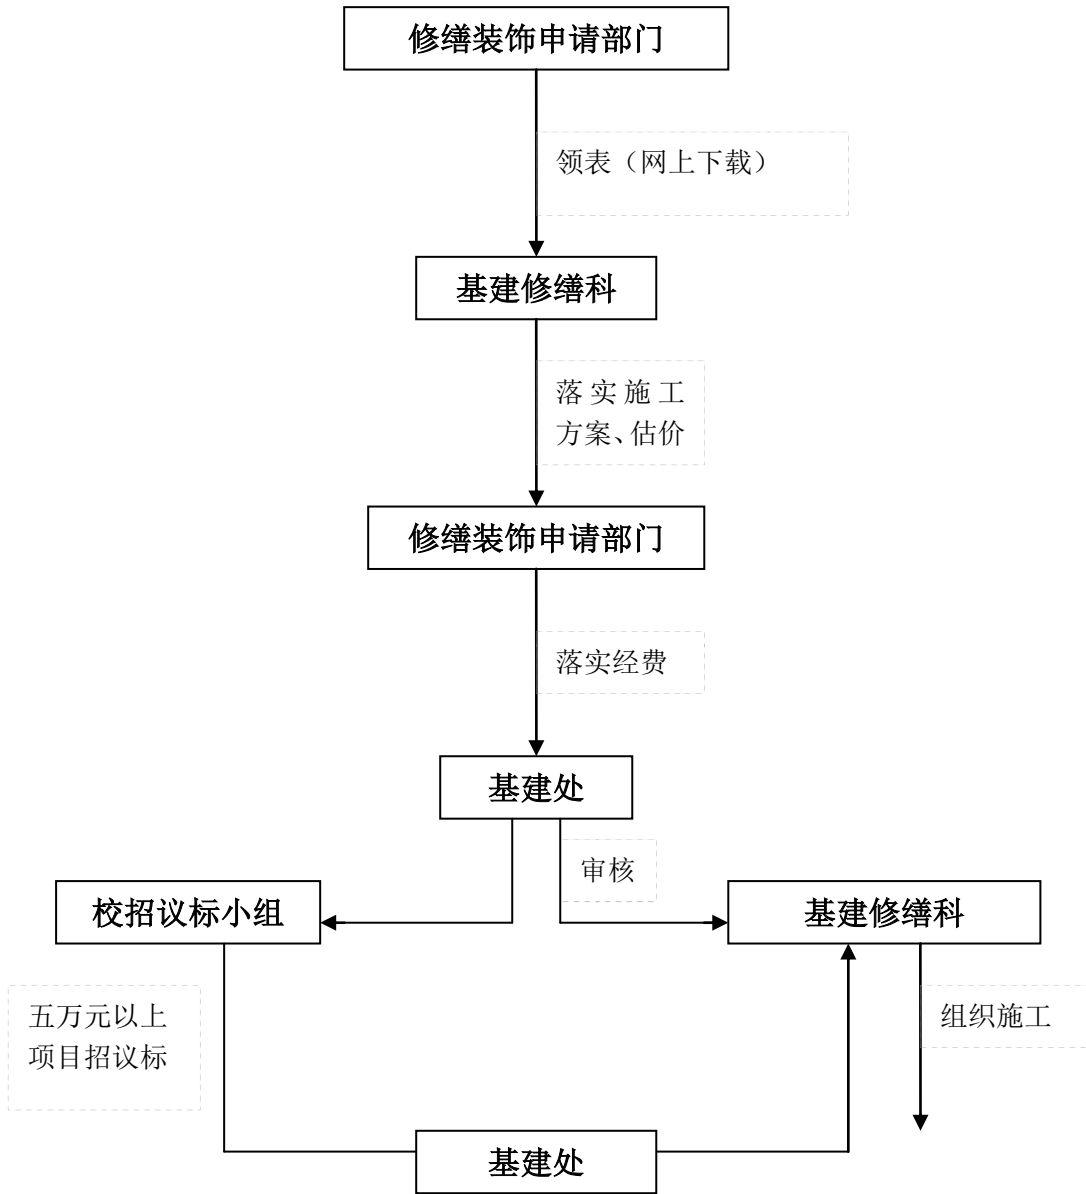 修缮装饰申请部门
领表（网上下载）
基建修缮科
落实施工
方案、估价
修缮装饰申请部门
落实经费
基建处
审核
校招议标小组
基建修缮科
五万元以上
项目招议标
组织施工
基建处